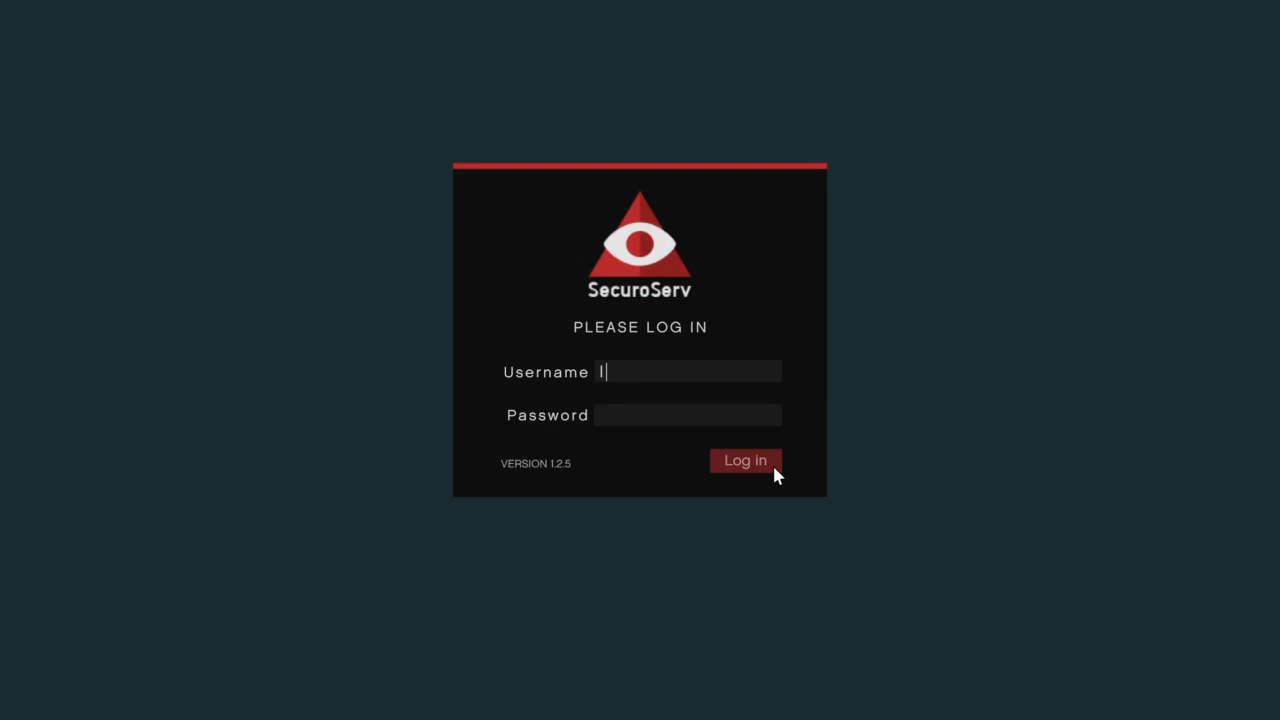 SecuroServ
PLEASE LOG IN
Username I
Password
VERSION 1.2.5
Log in